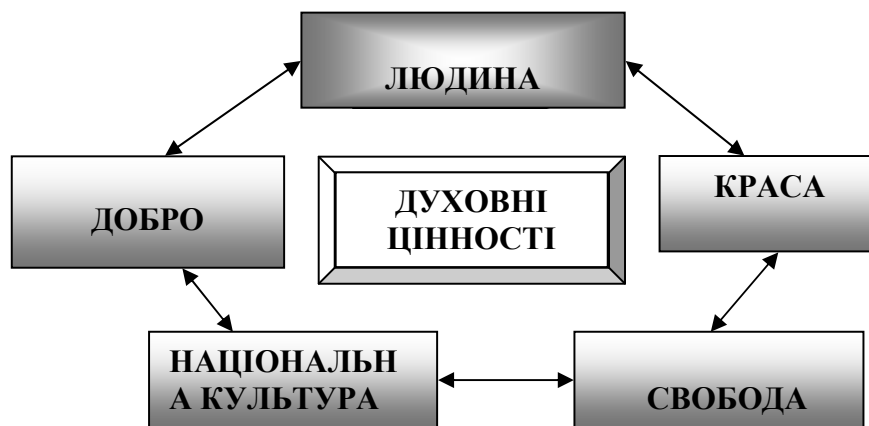 ЛЮДИНА
ДОБРО
ДУХОВНІ
ЦІННОСТІ
КРАСА
НАЦІОНАЛЬН
А КУЛЬТУРА
СВОБОДА